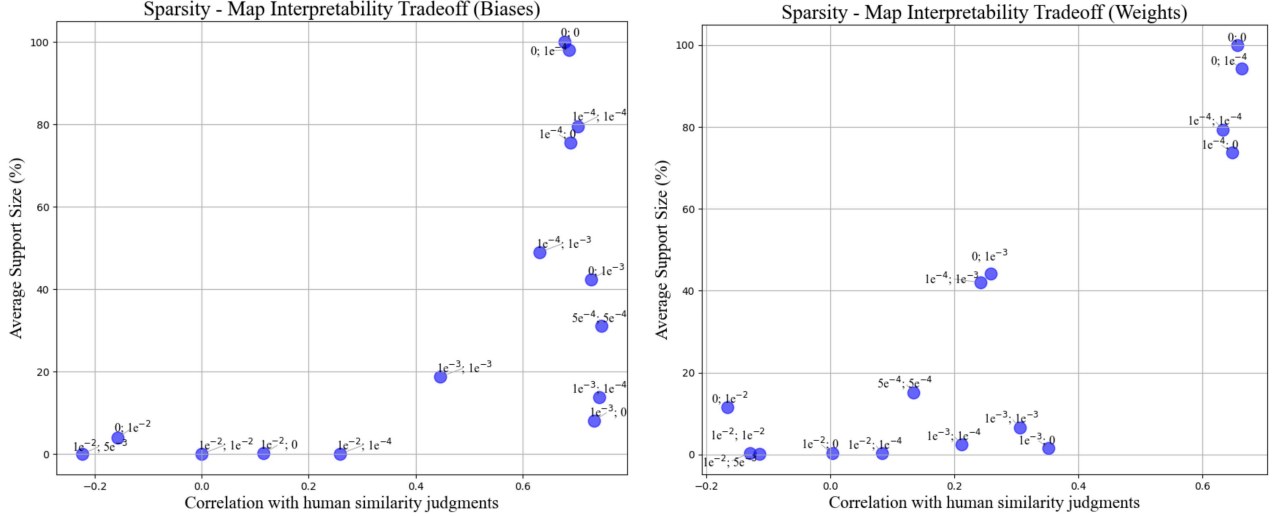 Sparsity - Map Interpretability Tradeoff (Biases)
Average Support Size (%)
100
80
60
40
20
0
0; 0
0; 1e⁻⁴
1e⁻⁴; 1e⁻⁴
1e⁻⁴; 0
1e⁻⁴; 1e⁻³
0; 1e⁻³
5e⁻⁴; 5e⁻⁴
1e⁻³; 1e⁻³
1e⁻³; 1e⁻⁴
1e⁻³; 0
0; 1e⁻²
1e⁻²; 5e⁻³
1e⁻²; 1e⁻²
1e⁻²; 0
1e⁻²; 1e⁻⁴
−0.2 0.0 0.2 0.4 0.6
Correlation with human similarity judgments
Sparsity - Map Interpretability Tradeoff (Weights)
Average Support Size (%)
100
80
60
40
20
0
0; 0
0; 1e⁻⁴
1e⁻⁴; 1e⁻⁴
1e⁻⁴; 0
0; 1e⁻³
1e⁻⁴; 1e⁻³
5e⁻⁴; 5e⁻⁴
0; 1e⁻²
1e⁻³; 1e⁻³
1e⁻²; 1e⁻²
1e⁻²; 0
1e⁻²; 1e⁻⁴
1e⁻³; 1e⁻⁴
1e⁻³; 0
1e⁻²; 5e⁻³
−0.2 0.0 0.2 0.4 0.6
Correlation with human similarity judgments